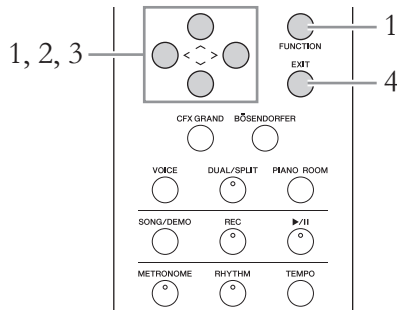 1
FUNCTION
1, 2, 3
EXIT
4
CFX GRAND BÖSENDORFER
VOICE DUAL/SPLIT PIANO ROOM
SONG/DEMO REC ▶/II
METRONOME RHYTHM TEMPO